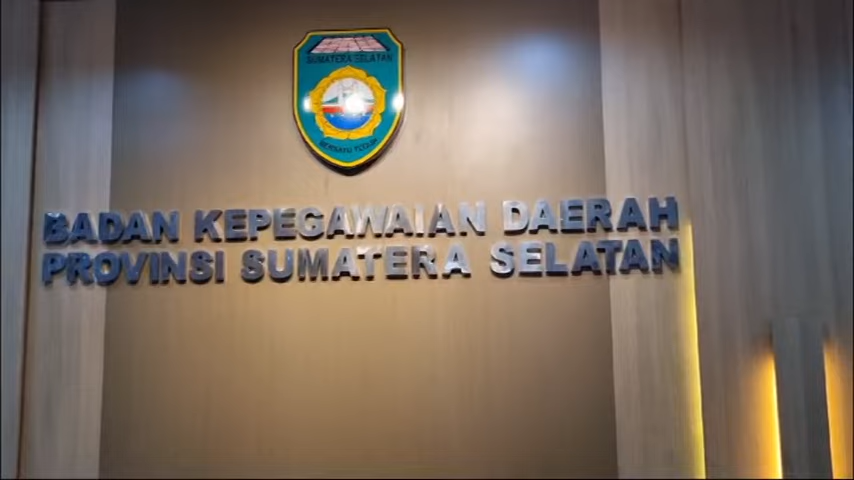 SUMATERA SELATAN
BERSATU TEGUH
BADAN KEPEGAWAIAN DAERAH
PROVINSI SUMATERA SELATAN